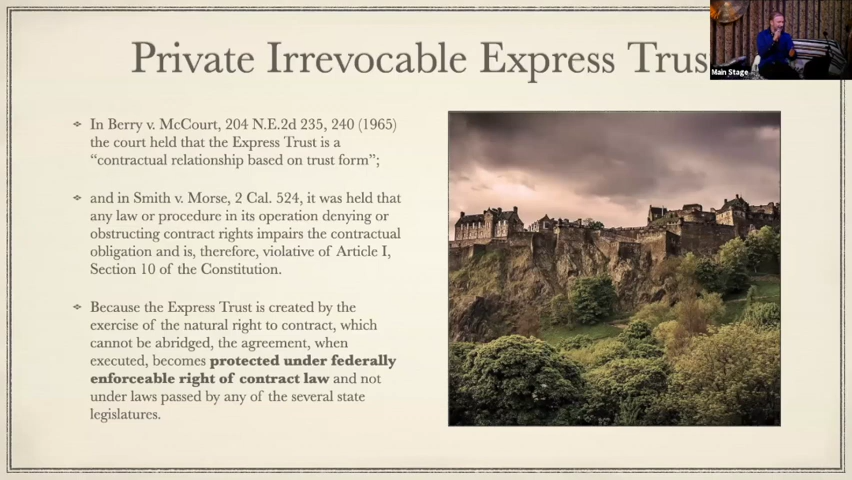 Private Irrevocable Express Trus
Main Stage
In Berry v. McCourt, 204 N.E.2d 235, 240 (1965)
the court held that the Express Trust is a
“contractual relationship based on trust form”;
and in Smith v. Morse, 2 Cal. 524, it was held that
any law or procedure in its operation denying or
obstructing contract rights impairs the contractual
obligation and is, therefore, violative of Article I,
Section 10 of the Constitution.
Because the Express Trust is created by the
exercise of the natural right to contract, which
cannot be abridged, the agreement, when
executed, becomes protected under federally
enforceable right of contract law and not
under laws passed by any of the several state
legislatures.